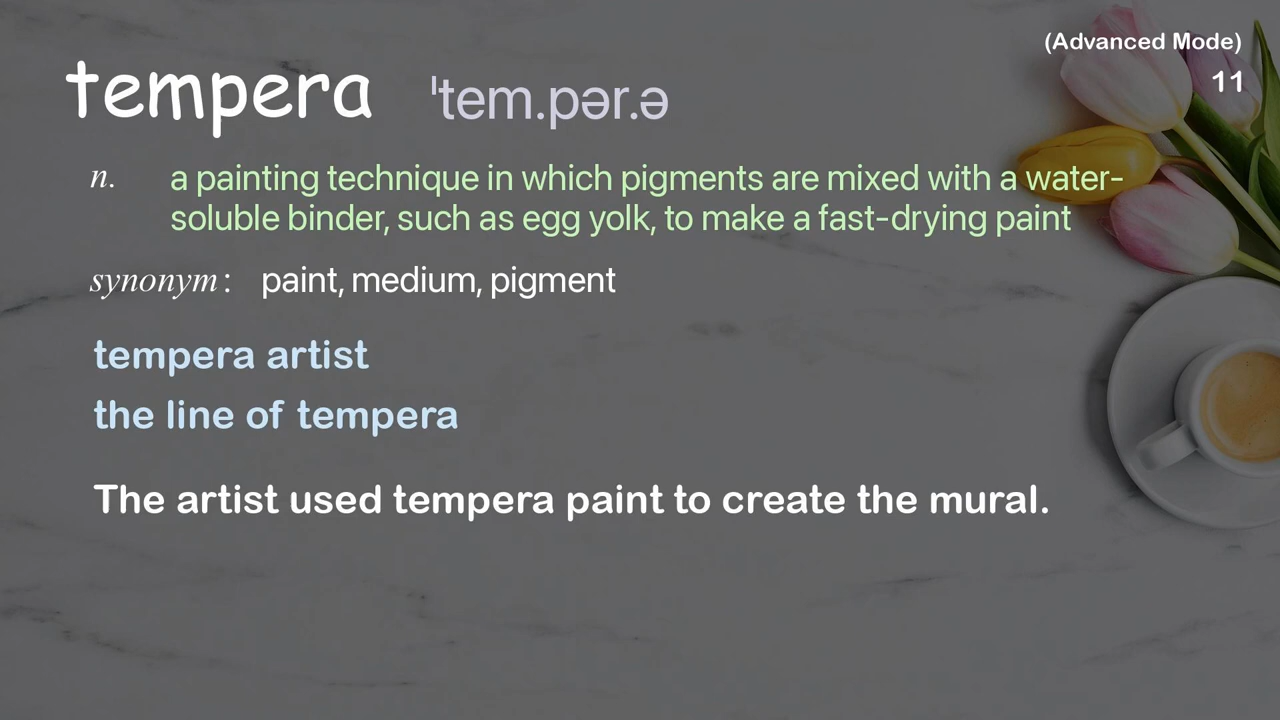 (Advanced Mode)
11
tempera ˈtem.pər.ə
n. a painting technique in which pigments are mixed with a water-
soluble binder, such as egg yolk, to make a fast-drying paint
synonym: paint, medium, pigment
tempera artist
the line of tempera
The artist used tempera paint to create the mural.